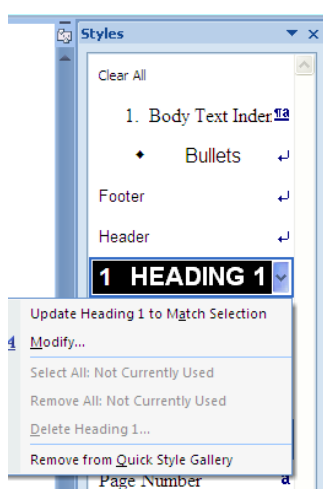 Styles
Clear All
1. Body Text Inden
Bullets
Footer
Header
1 HEADING 1
Update Heading 1 to Match Selection
Modify...
Select All: Not Currently Used
Remove All: Not Currently Used
Delete Heading 1...
Remove from Quick Style Gallery
Page Number a